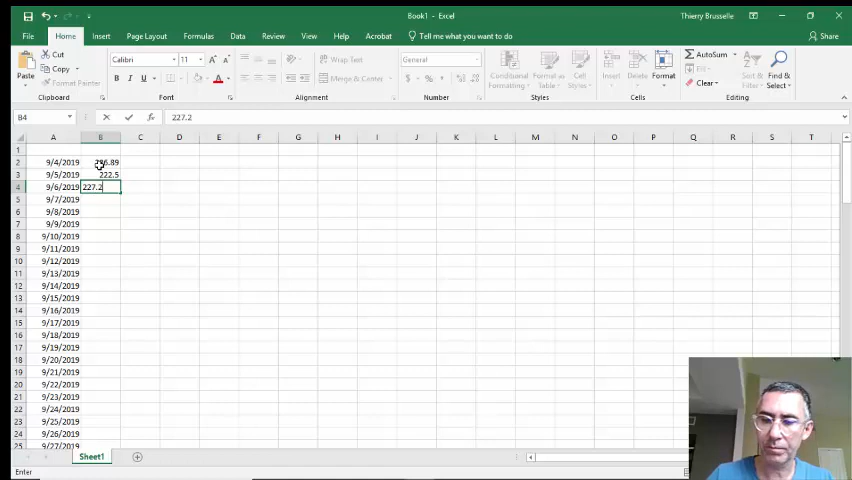 Book1 - Excel
Thierry Brusselle
File Home Insert Page Layout Formulas Data Review View Help Acrobat Tell me what you want to do Share
Paste
Cut
Copy
Format Painter
Clipboard
Calibri 11
B I U
Font
Wrap Text
Merge & Center
Alignment
General
$ % ,
Number
Conditional Formatting
Format as Table
Cell Styles
Styles
Insert Delete Format
Cells
AutoSum
Clear
Sort & Filter
Find & Select
Editing
B4 fx 227.2
A B C D E F G H I J K L M N O P Q R S T
1
2 9/4/2019
3 9/5/2019 222.5
4 9/6/2019 227.2
5 9/7/2019
6 9/8/2019
7 9/9/2019
8 9/10/2019
9 9/11/2019
10 9/12/2019
11 9/13/2019
12 9/14/2019
13 9/15/2019
14 9/16/2019
15 9/17/2019
16 9/18/2019
17 9/19/2019
18 9/20/2019
19 9/21/2019
20 9/22/2019
21 9/23/2019
22 9/24/2019
23 9/25/2019
24 9/26/2019
25 9/27/2019
Sheet1
Enter